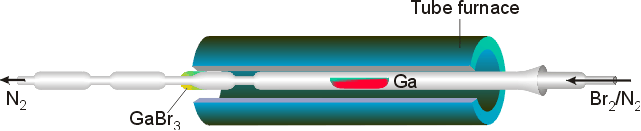 Tube furnace
Ga
N₂
Br₂/N₂
GaBr₃